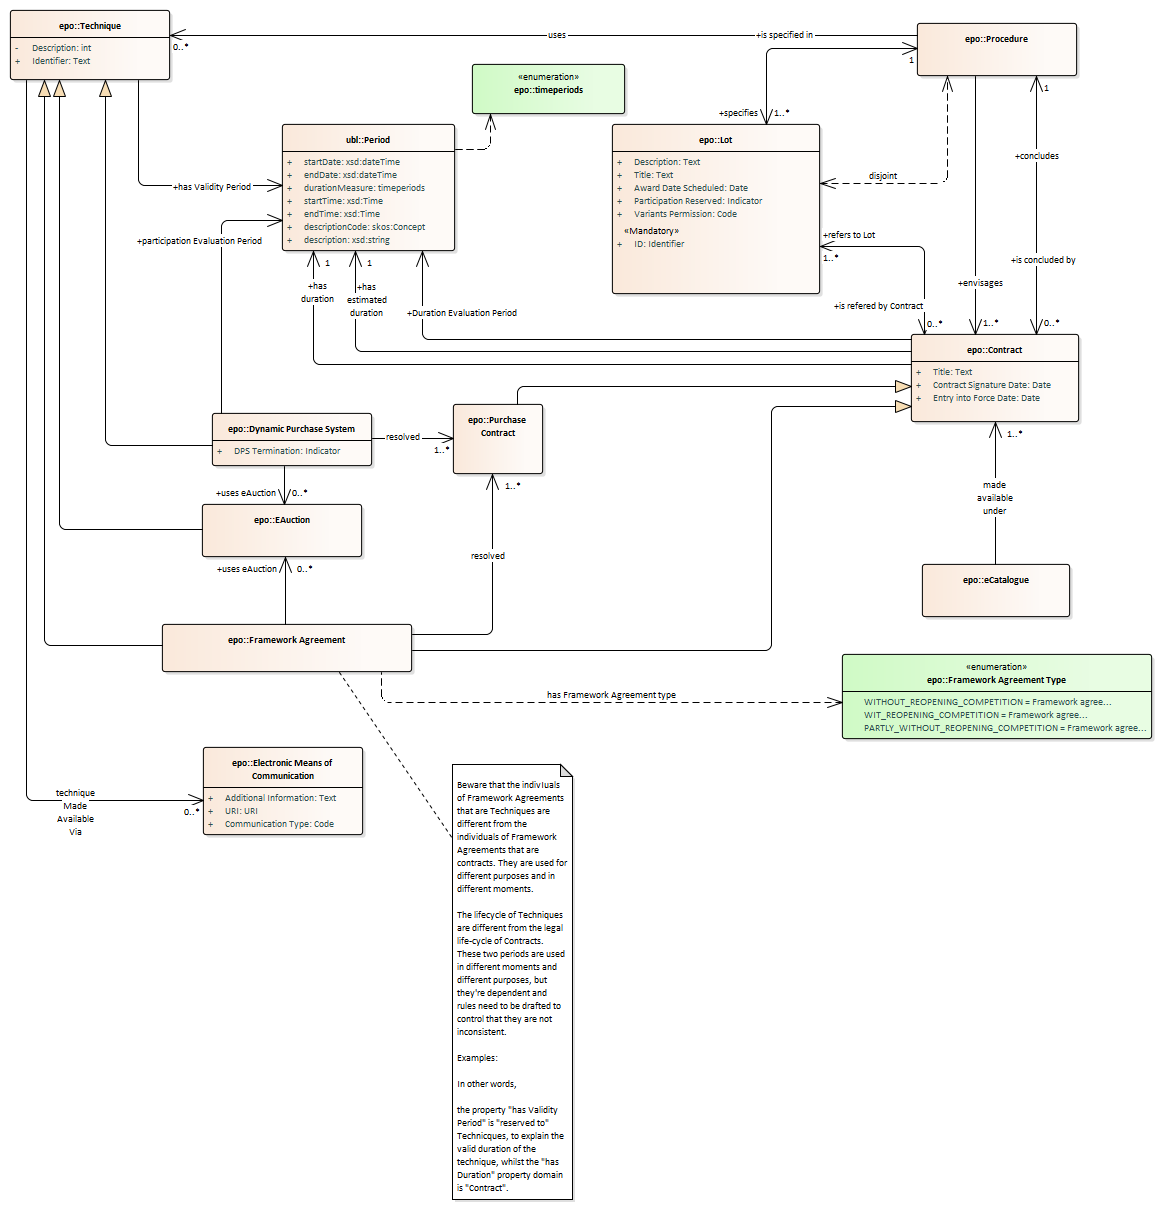 epo::Technique
- Description: int
+ Identifier: Text
0..*
uses
+is specified in
epo::Procedure
1
«enumeration»
epo::timeperiods
+specifies
1..*
1
ubl::Period
+ startDate: xsd:dateTime
+ endDate: xsd:dateTime
+ durationMeasure: timeperiods
+ startTime: xsd:Time
+ endTime: xsd:Time
+ descriptionCode: skos:Concept
+ description: xsd:string
epo::Lot
+ Description: Text
+ Title: Text
+ Award Date Scheduled: Date
+ Participation Reserved: Indicator
+ Variants Permission: Code
«Mandatory»
+ ID: Identifier
disjoint
+concludes
+has Validity Period
+participation Evaluation Period
+refers to Lot
1..*
+is concluded by
1
+has
duration
1
+has
estimated
duration
+Duration Evaluation Period
+envisages
+is refered by Contract
0..*
1..*
0..*
epo::Contract
+ Title: Text
+ Contract Signature Date: Date
+ Entry into Force Date: Date
epo::Dynamic Purchase System
+ DPS Termination: Indicator
resolved
1..*
epo::Purchase
Contract
1..*
+uses eAuction
0..*
1..*
made
available
under
epo::EAuction
+uses eAuction
0..*
resolved
epo::eCatalogue
epo::Framework Agreement
«enumeration»
epo::Framework Agreement Type
WITHOUT_REOPENING_COMPETITION = Framework agree...
WIT_REOPENING_COMPETITION = Framework agree...
PARTLY_WITHOUT_REOPENING_COMPETITION = Framework agree...
has Framework Agreement type
epo::Electronic Means of
Communication
+ Additional Information: Text
+ URI: URI
+ Communication Type: Code
technique
Made
Available
Via
0..*
Beware that the indiviuals
of Framework Agreements
that are Techniques are
different from the
individuals of Framework
Agreements that are
contracts. They are used for
different purposes and in
different moments.
The lifecycle of Techniques
are different from the legal
life-cycle of Contracts.
These two periods are used
in different moments and
different purposes, but
they're dependent and
rules need to be drafted to
control that they are not
inconsistent.
Examples:
In other words,
the property "has Validity
Period" is "reserved to"
Technicques, to explain the
valid duration of the
technique, whilst the "has
Duration" property domain
is "Contract".